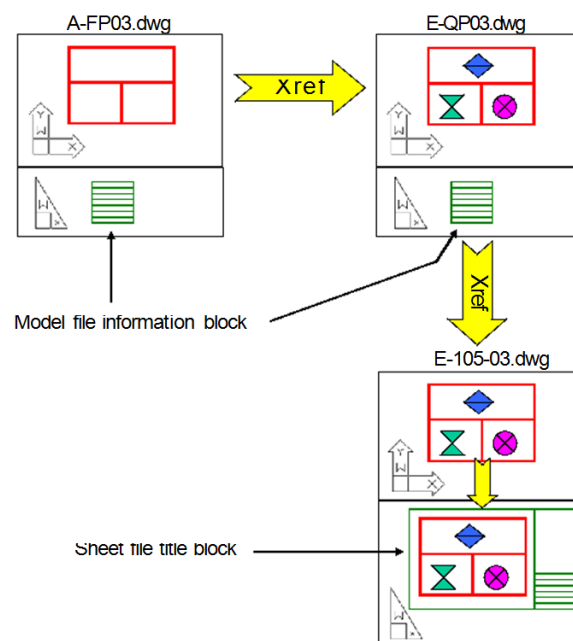 A-FP03.dwg
E-QP03.dwg
Xref
Y
W
X
Y
W
X
W
X
W
X
Model file information block
Xref
E-105-03.dwg
Y
W
X
Sheet file title block
W
X